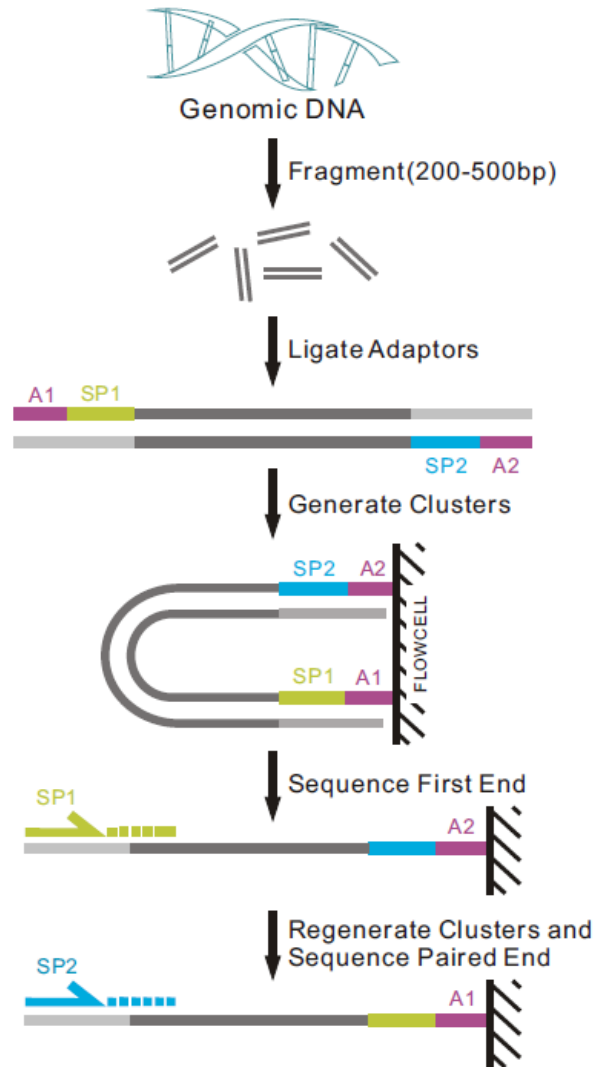 Genomic DNA
Fragment(200-500bp)
Ligate Adaptors
A1 SP1
SP2 A2
Generate Clusters
SP2 A2
FLOWCELL
SP1 A1
Sequence First End
SP1
A2
Regenerate Clusters and
Sequence Paired End
SP2
A1